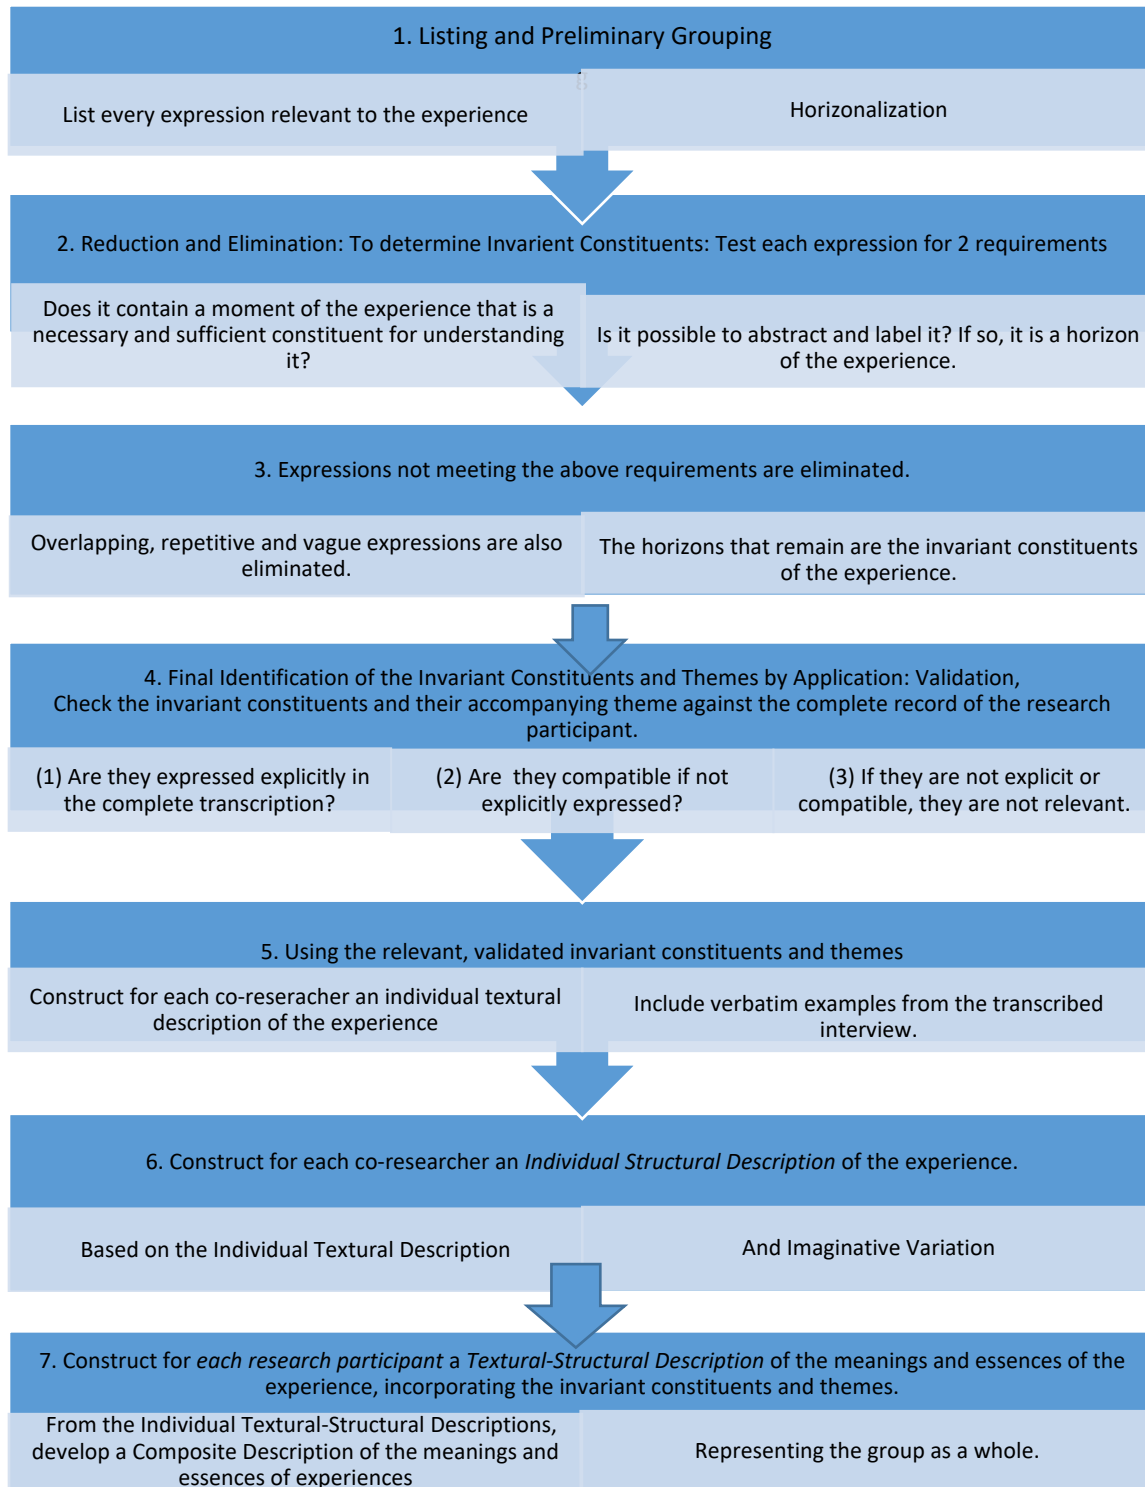 1. Listing and Preliminary Grouping
List every expression relevant to the experience
Horizonalization
2. Reduction and Elimination: To determine Invarient Constituents: Test each expression for 2 requirements
Does it contain a moment of the experience that is a
necessary and sufficient constituent for understanding
it?
Is it possible to abstract and label it? If so, it is a horizon
of the experience.
3. Expressions not meeting the above requirements are eliminated.
Overlapping, repetitive and vague expressions are also
eliminated.
The horizons that remain are the invariant constituents
of the experience.
4. Final Identification of the Invariant Constituents and Themes by Application: Validation,
Check the invariant constituents and their accompanying theme against the complete record of the research
participant.
(1) Are they expressed explicitly in
the complete transcription?
(2) Are  they compatible if not
explicitly expressed?
(3) If they are not explicit or
compatible, they are not relevant.
5. Using the relevant, validated invariant constituents and themes
Construct for each co-reseracher an individual textural
description of the experience
Include verbatim examples from the transcribed
interview.
6. Construct for each co-researcher an Individual Structural Description of the experience.
Based on the Individual Textural Description
And Imaginative Variation
7. Construct for each research participant a Textural-Structural Description of the meanings and essences of the
experience, incorporating the invariant constituents and themes.
From the Individual Textural-Structural Descriptions,
develop a Composite Description of the meanings and
essences of experiences
Representing the group as a whole.